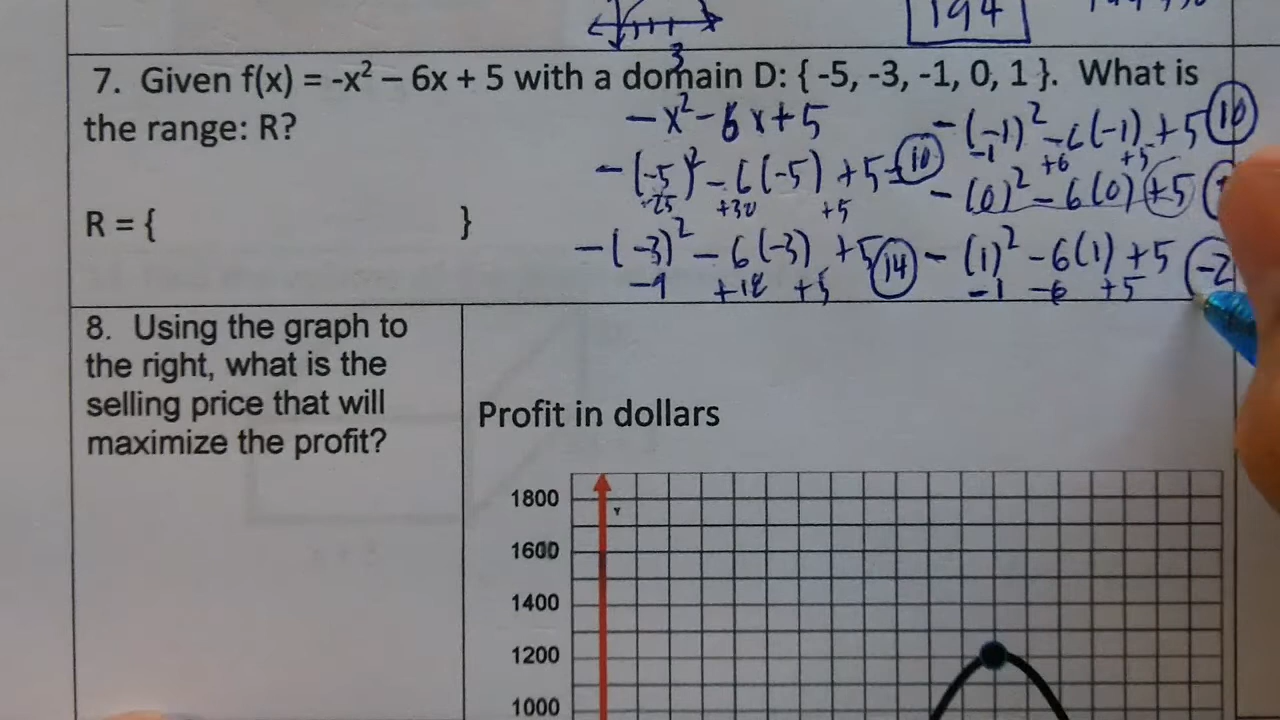 3
194
7. Given f(x) = -x² – 6x + 5 with a domain D: { -5, -3, -1, 0, 1 }. What is
the range: R?
R = { }
-x²-6x+5
-(-5)² -6(-5) +5 10
-25 +30 +5
-(-3)² -6(-3) +5 14
-9 +18 +5
-(-1)² -6(-1) +5 10
-1 +6 +5
-(0)² -6(0) +5
-(1)² -6(1) +5 -2
-1 -6 +5
8. Using the graph to
the right, what is the
selling price that will
maximize the profit?
Profit in dollars
Y
1800
1600
1400
1200
1000